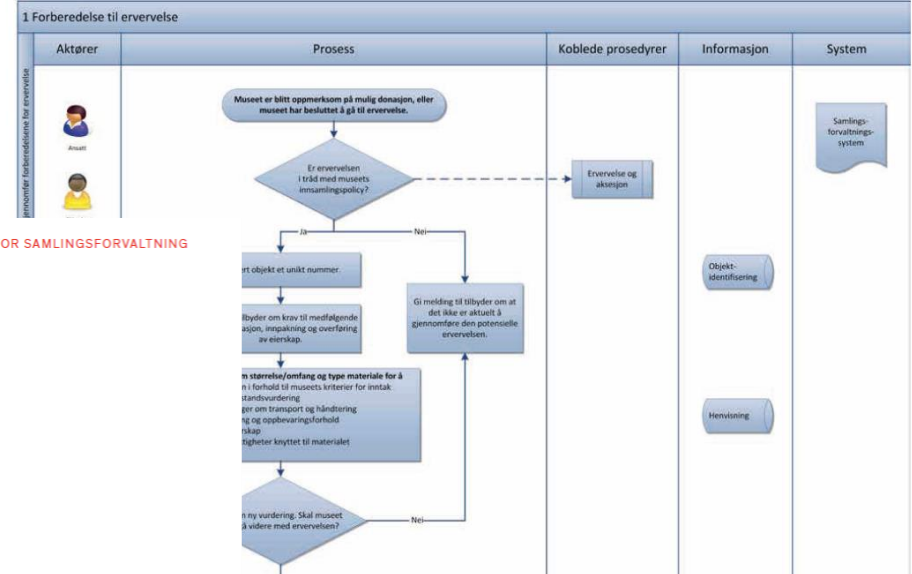 1 Forberedelse til ervervelse
Aktører
Prosess
Koblede prosedyrer
Informasjon
System
forberedelsene for ervervelse
Museet er blitt oppmerksom på mulig donasjon, eller
museet har besluttet å gå til ervervelse.
Samlings-
forvaltnings-
system
Ansatt
Er ervervelsen
i tråd med museets
innsamlingspolicy?
Ervervelse og
aksesjon
OR SAMLINGSFORVALTNING
Ja
Nei
ert objekt et unikt nummer.
Objekt-
identifisering
Gi melding til tilbyder om at
det ikke er aktuelt å
gjennomføre den potensielle
ervervelsen.
ilbyder om krav til medfølgende
asjon, innpakning og overføring
av eierskap.
m størrelse/omfang og type materiale for å
en i forhold til museets kriterier for inntak
standsvurdering
ger om transport og håndtering
ng og oppbevaringsforhold
rskap
ttigheter knyttet til materialet
Henvisning
n ny vurdering. Skal museet
å videre med ervervelsen?
Nei